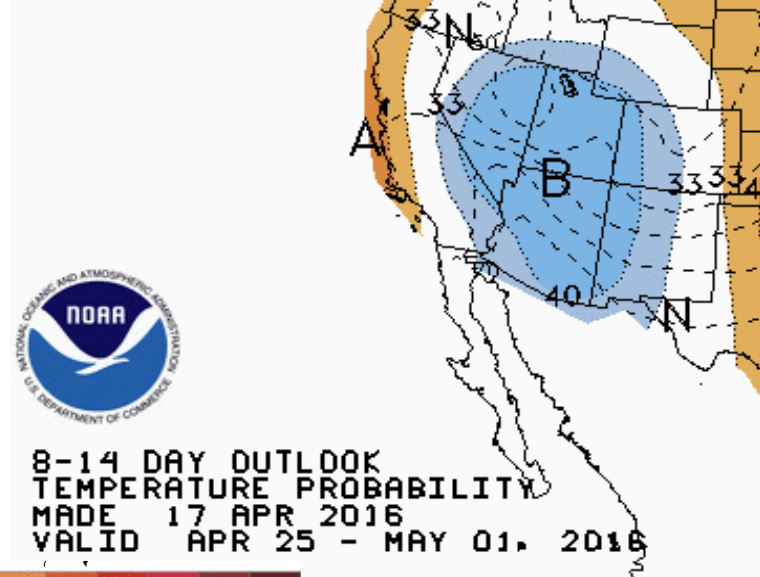 33
N
33
A
B
33
33
4
40
N
NATIONAL OCEANIC AND ATMOSPHERIC ADMINISTRATION
NOAA
U.S. DEPARTMENT OF COMMERCE
8-14 DAY OUTLOOK
TEMPERATURE PROBABILITY
MADE 17 APR 2016
VALID APR 25 - MAY 01. 2016